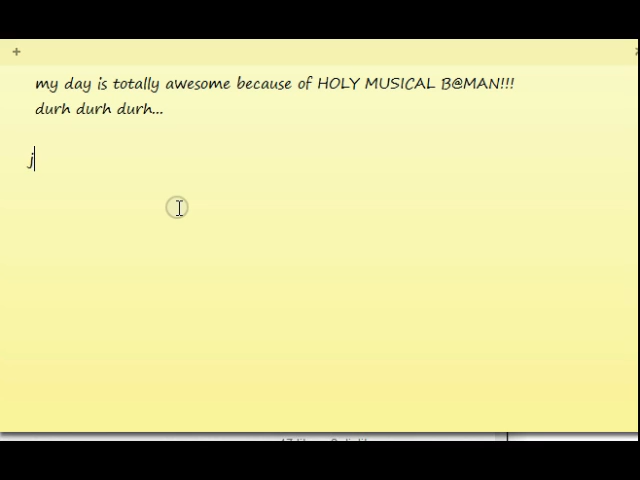 my day is totally awesome because of HOLY MUSICAL B@MAN!!!
durh durh durh...
j